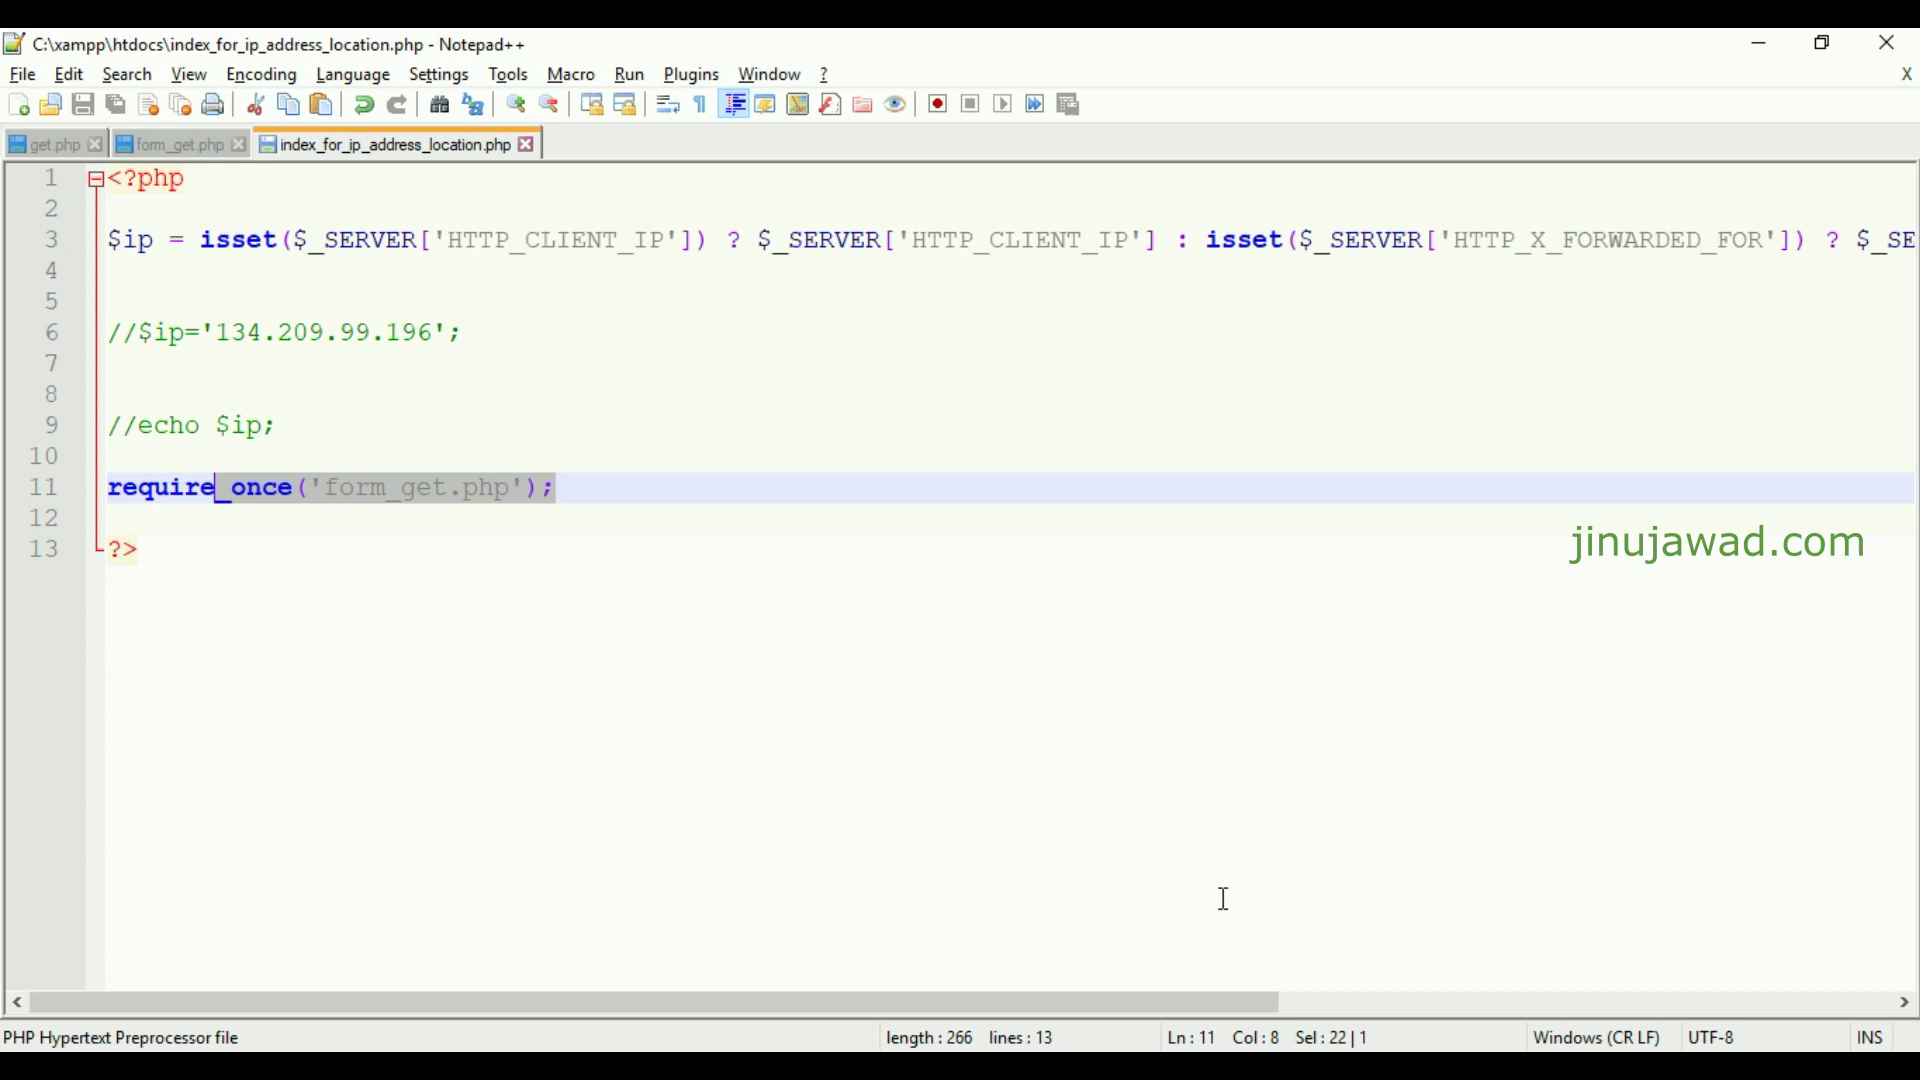 C:\xampp\htdocs\index_for_ip_address_location.php - Notepad++
File Edit Search View Encoding Language Settings Tools Macro Run Plugins Window ? X
get.php form_get.php index_for_ip_address_location.php
1 <?php
2
3 $ip = isset($_SERVER['HTTP_CLIENT_IP']) ? $_SERVER['HTTP_CLIENT_IP'] : isset($_SERVER['HTTP_X_FORWARDED_FOR']) ? $_SE
4
5
6 //$ip='134.209.99.196';
7
8
9 //echo $ip;
10
11 require_once('form_get.php');
12
13 ?>
jinujawad.com
PHP Hypertext Preprocessor file length : 266 lines : 13 Ln : 11 Col : 8 Sel : 22 | 1 Windows (CR LF) UTF-8 INS